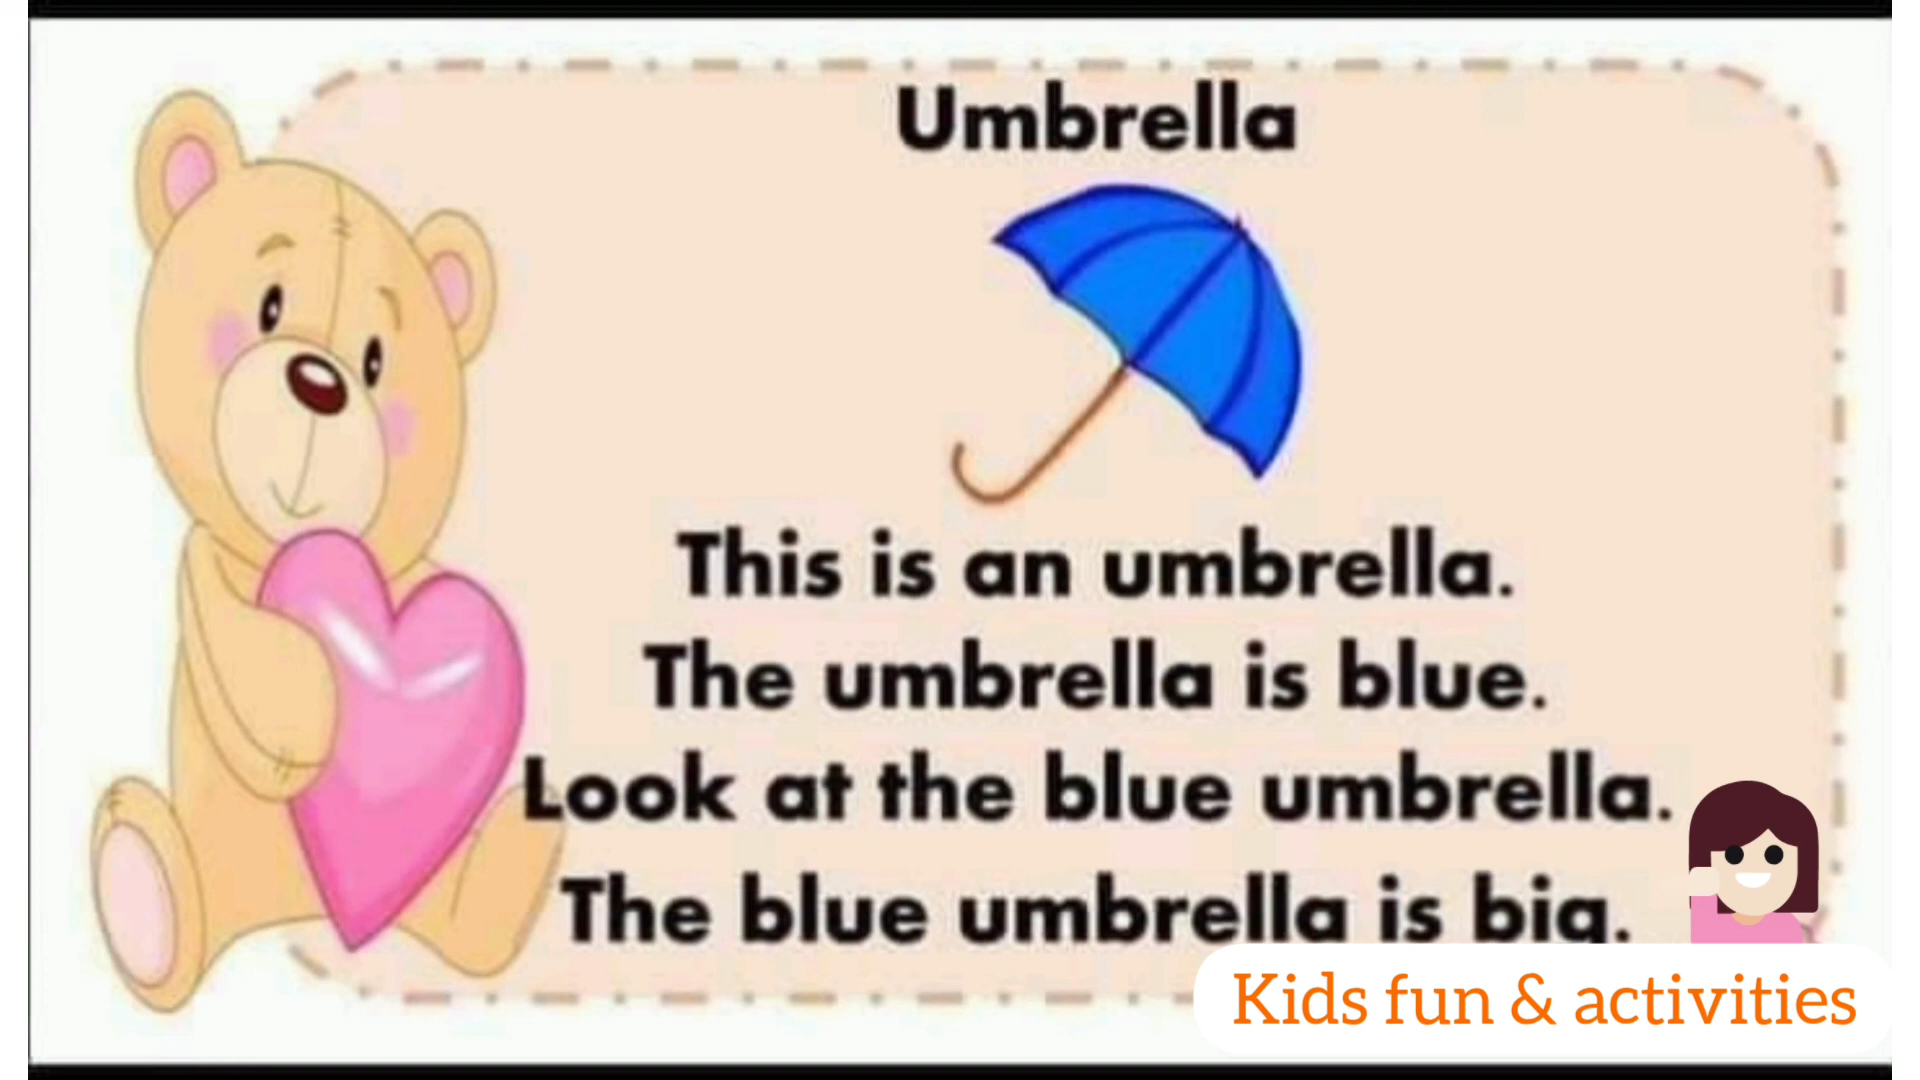 Umbrella
This is an umbrella.
The umbrella is blue.
Look at the blue umbrella.
The blue umbrella is big.
Kids fun & activities